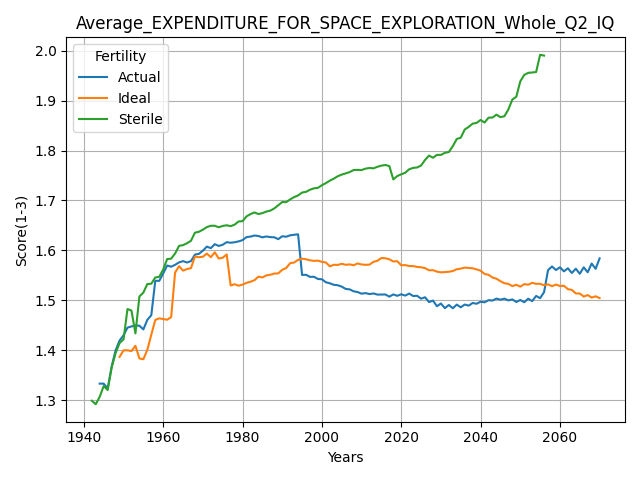 Average_EXPENDITURE_FOR_SPACE_EXPLORATION_Whole_Q2_IQ
Fertility
Actual
Ideal
Sterile
Score(1-3)
2.0
1.9
1.8
1.7
1.6
1.5
1.4
1.3
1940 1960 1980 2000 2020 2040 2060
Years